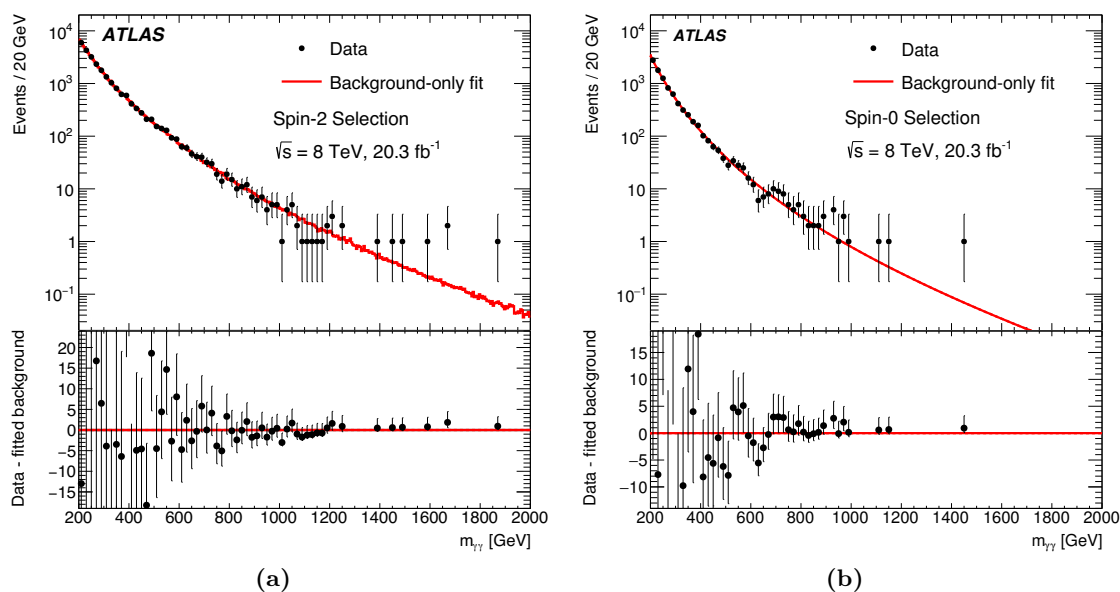 ATLAS
Data
Background-only fit
Spin-2 Selection
√s = 8 TeV, 20.3 fb⁻¹
Events / 20 GeV
10⁴
10³
10²
10
1
10⁻¹
Data - fitted background
20
15
10
5
0
−5
−10
−15
200 400 600 800 1000 1200 1400 1600 1800 2000
mγγ [GeV]
(a)
ATLAS
Data
Background-only fit
Spin-0 Selection
√s = 8 TeV, 20.3 fb⁻¹
Events / 20 GeV
10⁴
10³
10²
10
1
10⁻¹
Data - fitted background
15
10
5
0
−5
−10
200 400 600 800 1000 1200 1400 1600 1800 2000
mγγ [GeV]
(b)